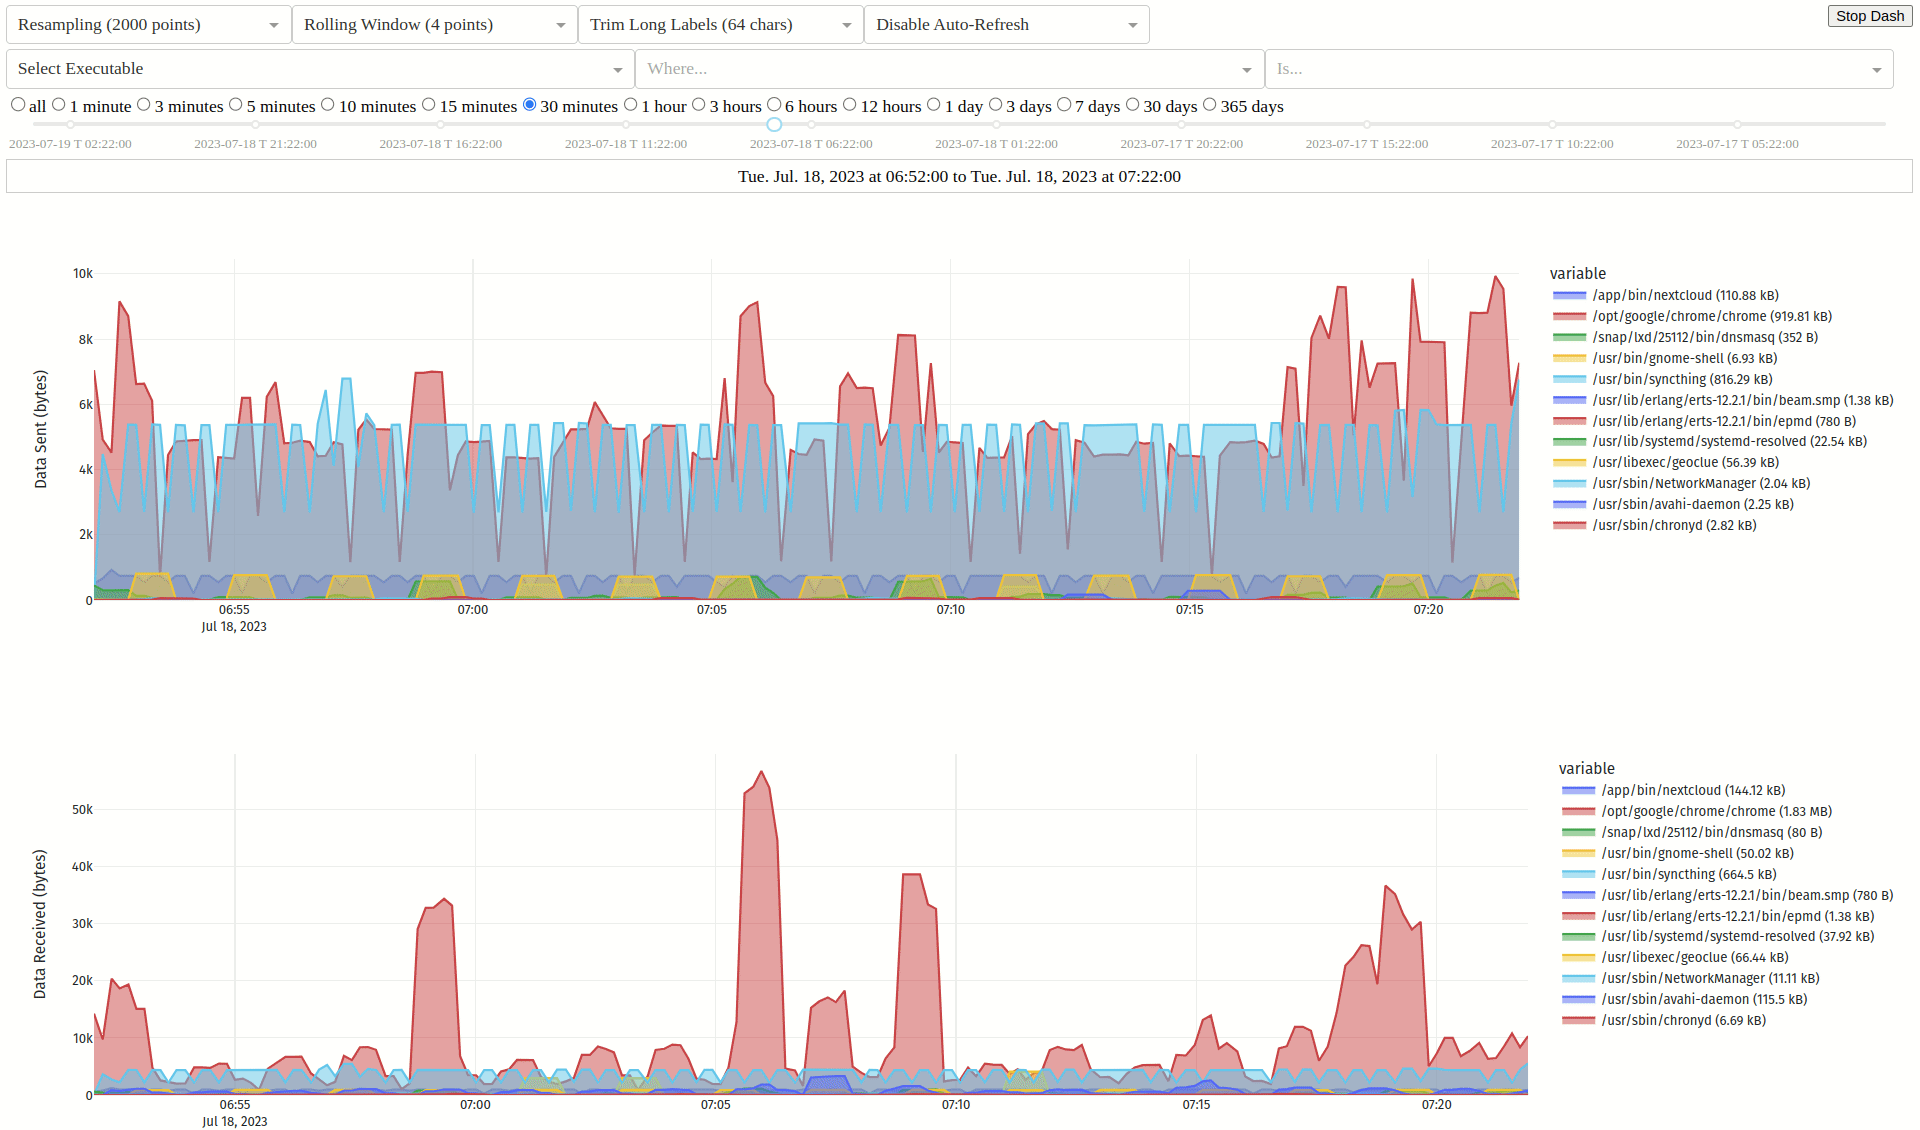 Resampling (2000 points) Rolling Window (4 points) Trim Long Labels (64 chars) Disable Auto-Refresh Stop Dash
Select Executable Where... Is...
all 1 minute 3 minutes 5 minutes 10 minutes 15 minutes 30 minutes 1 hour 3 hours 6 hours 12 hours 1 day 3 days 7 days 30 days 365 days
2023-07-19 T 02:22:00 2023-07-18 T 21:22:00 2023-07-18 T 16:22:00 2023-07-18 T 11:22:00 2023-07-18 T 06:22:00 2023-07-18 T 01:22:00 2023-07-17 T 20:22:00 2023-07-17 T 15:22:00 2023-07-17 T 10:22:00 2023-07-17 T 05:22:00
Tue. Jul. 18, 2023 at 06:52:00 to Tue. Jul. 18, 2023 at 07:22:00
Data Sent (bytes)
10k
8k
6k
4k
2k
0
06:55 07:00 07:05 07:10 07:15 07:20
Jul 18, 2023
variable
/app/bin/nextcloud (110.88 kB)
/opt/google/chrome/chrome (919.81 kB)
/snap/lxd/25112/bin/dnsmasq (352 B)
/usr/bin/gnome-shell (6.93 kB)
/usr/bin/syncthing (816.29 kB)
/usr/lib/erlang/erts-12.2.1/bin/beam.smp (1.38 kB)
/usr/lib/erlang/erts-12.2.1/bin/epmd (780 B)
/usr/lib/systemd/systemd-resolved (22.54 kB)
/usr/libexec/geoclue (56.39 kB)
/usr/sbin/NetworkManager (2.04 kB)
/usr/sbin/avahi-daemon (2.25 kB)
/usr/sbin/chronyd (2.82 kB)
Data Received (bytes)
50k
40k
30k
20k
10k
0
06:55 07:00 07:05 07:10 07:15 07:20
Jul 18, 2023
variable
/app/bin/nextcloud (144.12 kB)
/opt/google/chrome/chrome (1.83 MB)
/snap/lxd/25112/bin/dnsmasq (80 B)
/usr/bin/gnome-shell (50.02 kB)
/usr/bin/syncthing (664.5 kB)
/usr/lib/erlang/erts-12.2.1/bin/beam.smp (780 B)
/usr/lib/erlang/erts-12.2.1/bin/epmd (1.38 kB)
/usr/lib/systemd/systemd-resolved (37.92 kB)
/usr/libexec/geoclue (66.44 kB)
/usr/sbin/NetworkManager (11.11 kB)
/usr/sbin/avahi-daemon (115.5 kB)
/usr/sbin/chronyd (6.69 kB)